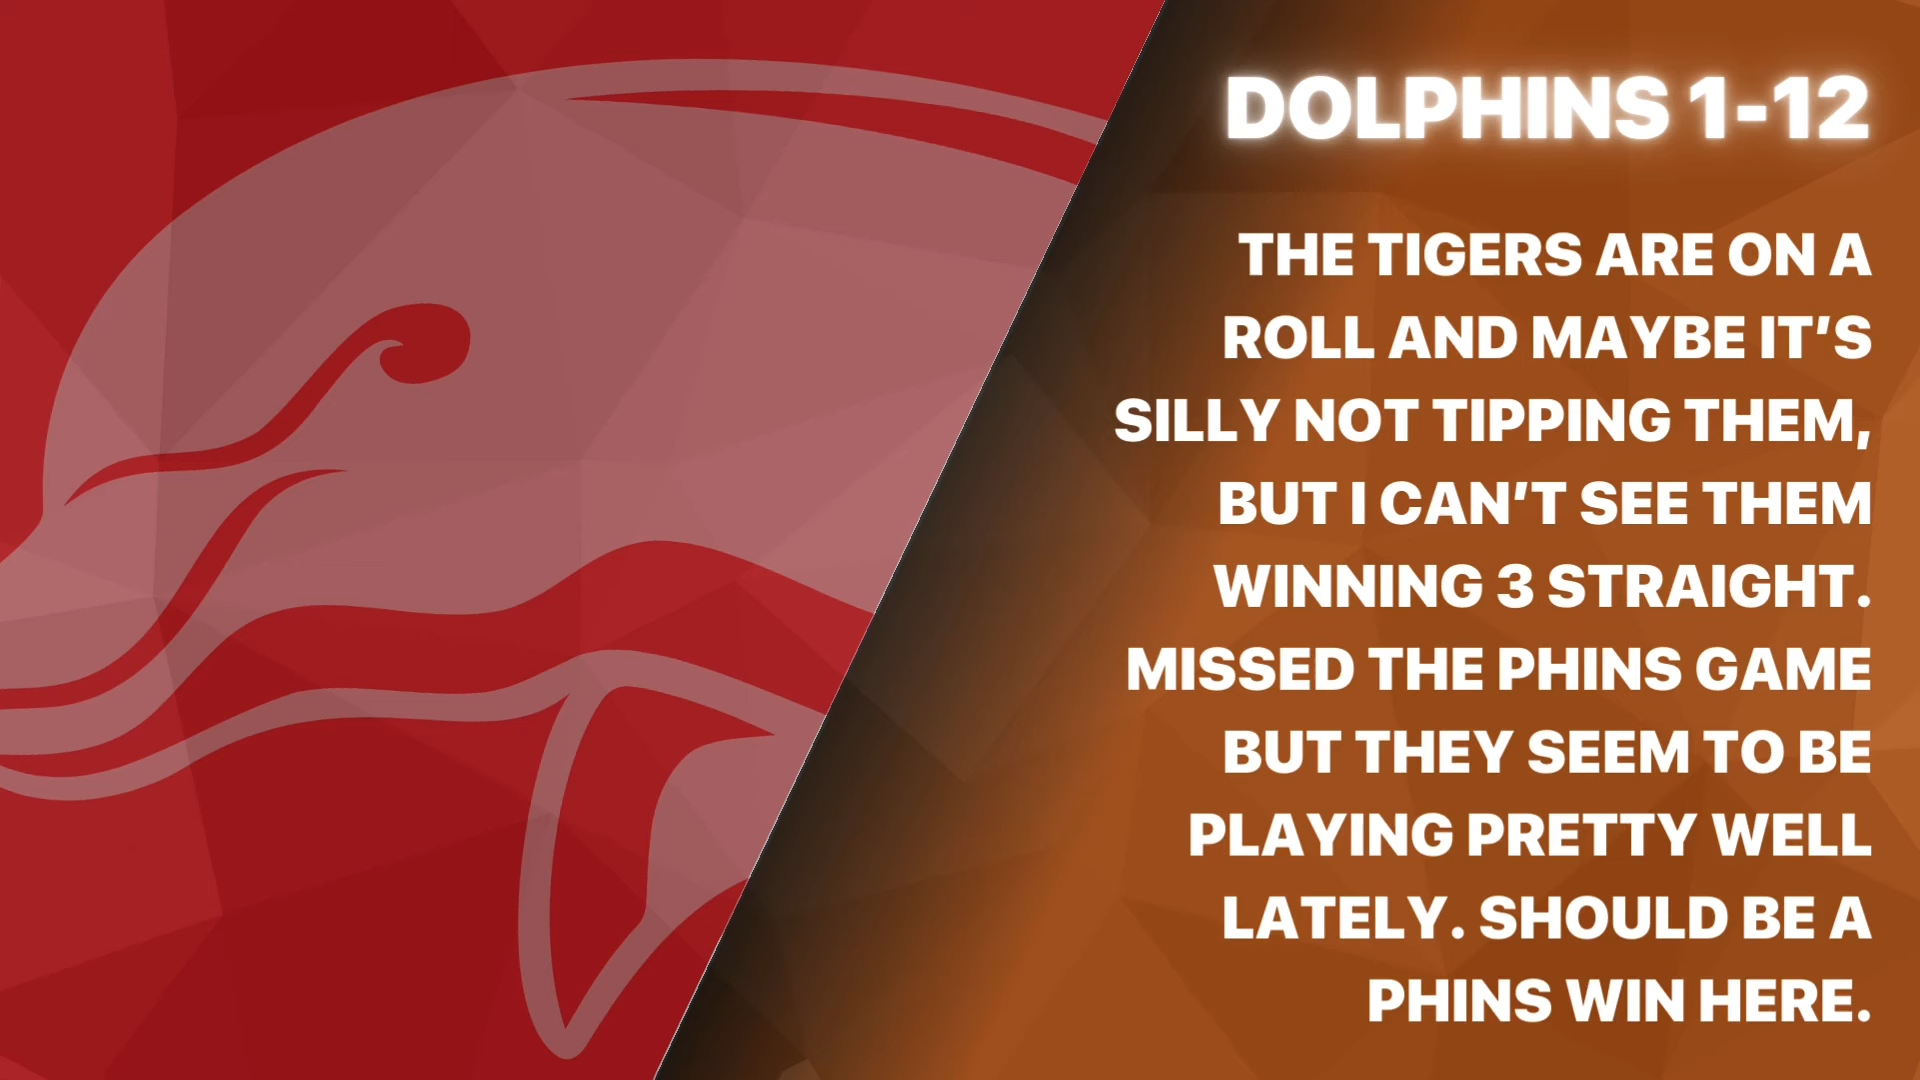 DOLPHINS 1-12
THE TIGERS ARE ON A
ROLL AND MAYBE IT'S
SILLY NOT TIPPING THEM,
BUT I CAN'T SEE THEM
WINNING 3 STRAIGHT.
MISSED THE PHINS GAME
BUT THEY SEEM TO BE
PLAYING PRETTY WELL
LATELY. SHOULD BE A
PHINS WIN HERE.